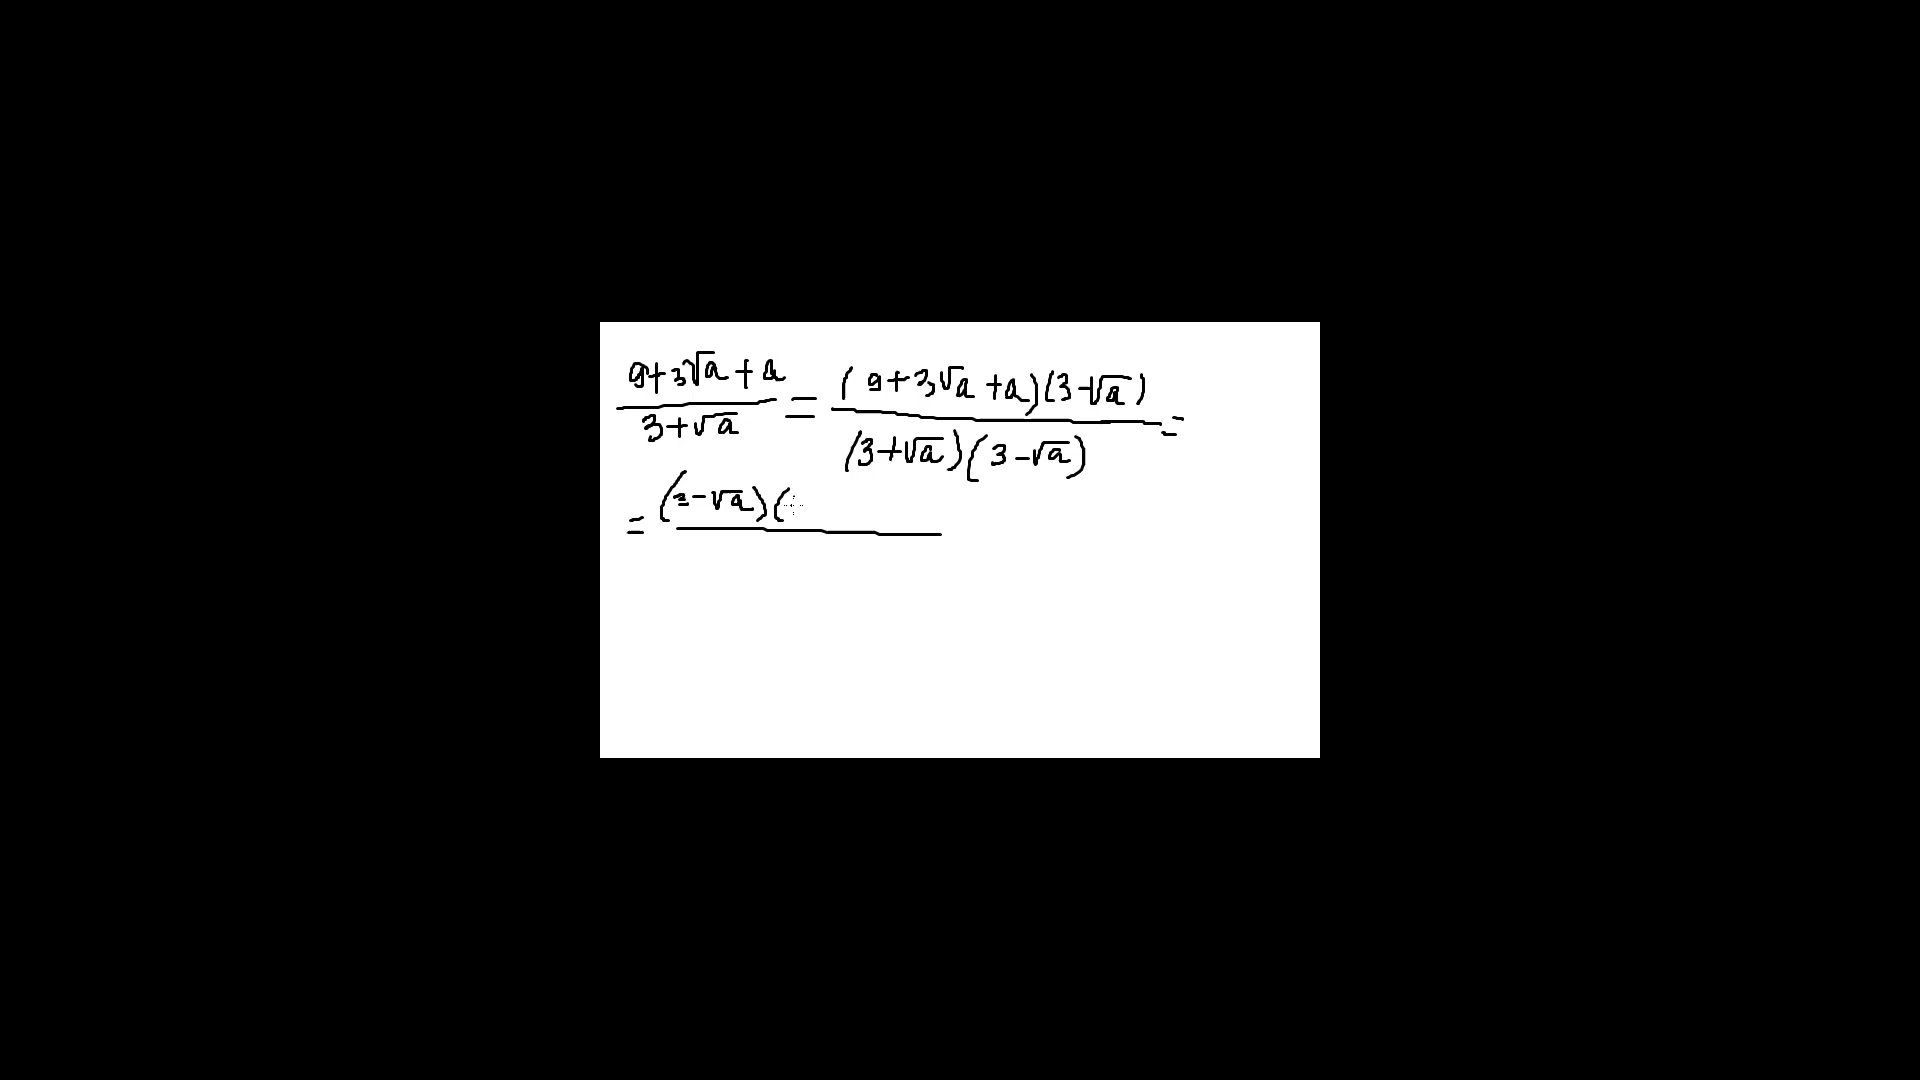 (9+3√a+a)/(3+√a) = ((9+3√a+a)(3-√a))/((3+√a)(3-√a)) =
= (3-√a)(